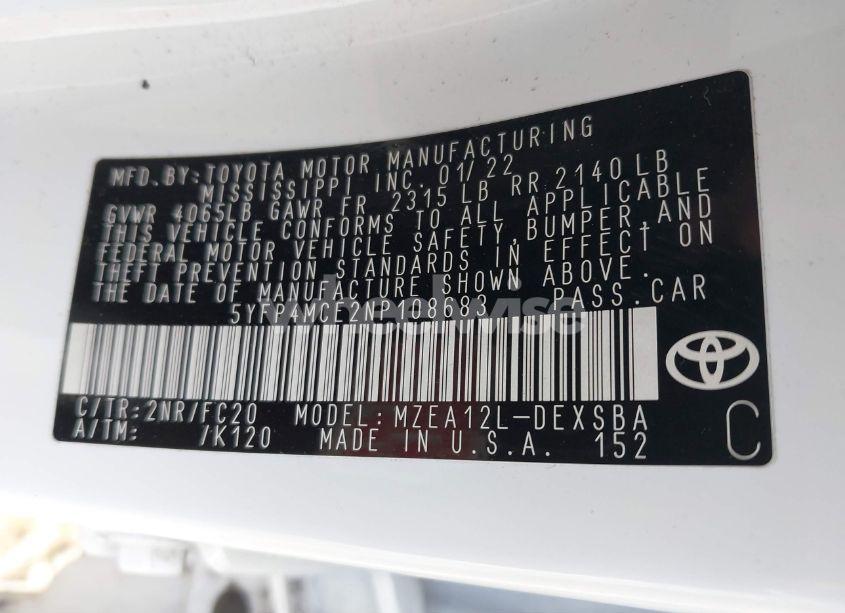 MFD.BY:TOYOTA MOTOR MANUFACTURING
MISSISSIPPI INC. 01/22
GVWR 4065LB GAWR FR 2315 LB RR 2140LB
THIS VEHICLE CONFORMS TO ALL APPLICABLE
FEDERAL MOTOR VEHICLE SAFETY, BUMPER, AND
THEFT PREVENTION STANDARDS IN EFFECT ON
THE DATE OF MANUFACTURE SHOWN ABOVE.
5YFP4MCE2NP108683 PASS.CAR
wheelwise
C/TR:2NR/FC20 MODEL: MZEA12L-DEXSBA
A/TM: /K120 MADE IN U.S.A. 152
C